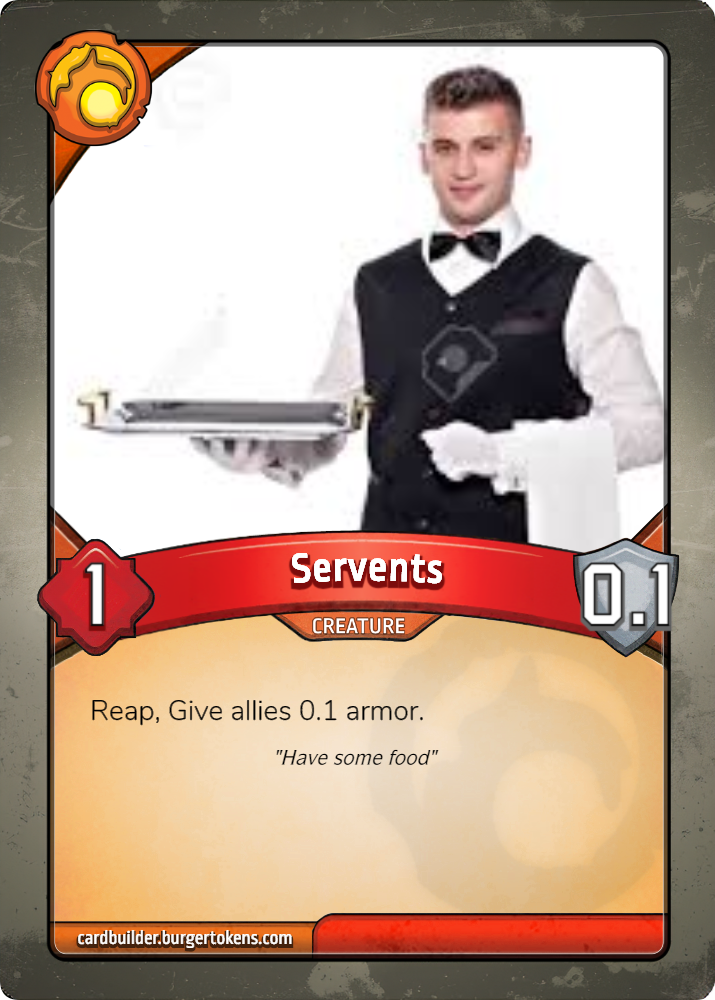 1
Servents
0.1
CREATURE
Reap, Give allies 0.1 armor.
"Have some food"
cardbuilder.burgertokens.com